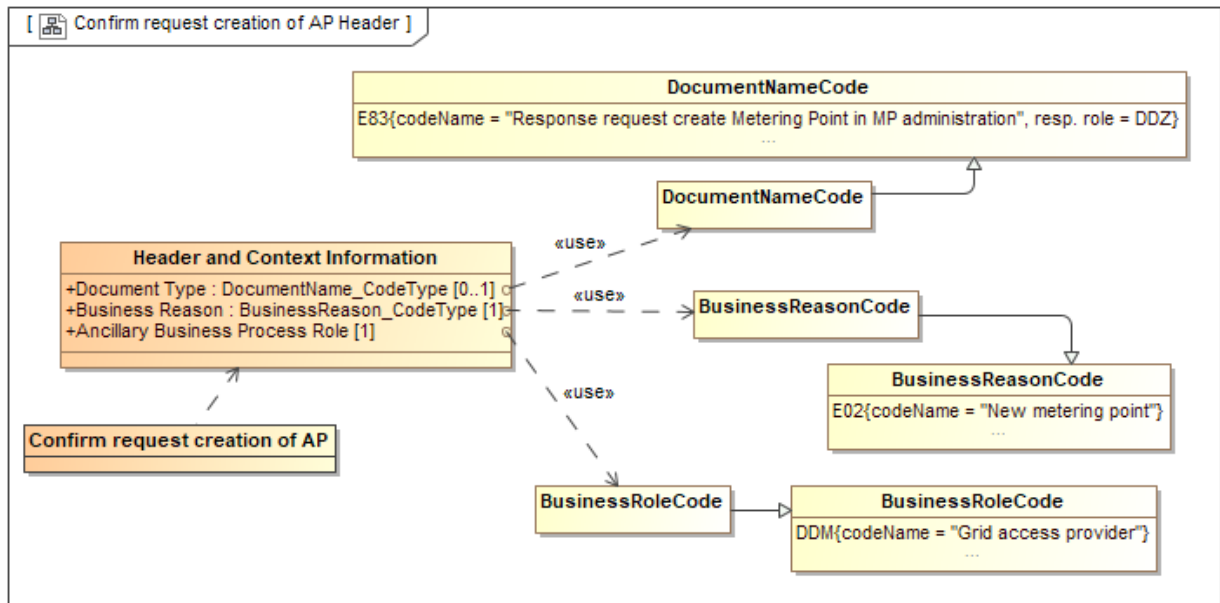 [ Confirm request creation of AP Header ]
DocumentNameCode
E83{codeName = "Response request create Metering Point in MP administration", resp. role = DDZ}
...
DocumentNameCode
«use»
Header and Context Information
+Document Type : DocumentName_CodeType [0..1]
+Business Reason : BusinessReason_CodeType [1]
+Ancillary Business Process Role [1]
«use»
BusinessReasonCode
BusinessReasonCode
E02{codeName = "New metering point"}
...
«use»
Confirm request creation of AP
BusinessRoleCode
BusinessRoleCode
DDM{codeName = "Grid access provider"}
...